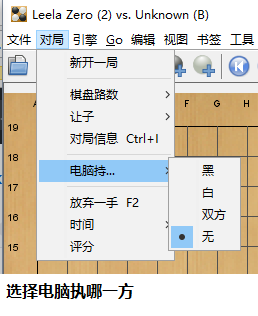 Leela Zero (2) vs. Unknown (B)
文件 对局 引擎 Go 编辑 视图 书签 工具
新开一局
棋盘路数
让子
对局信息 Ctrl+I
电脑持...
放弃一手 F2
时间
评分
黑
白
双方
无
A F G H
19
18
17
16
15
选择电脑执哪一方